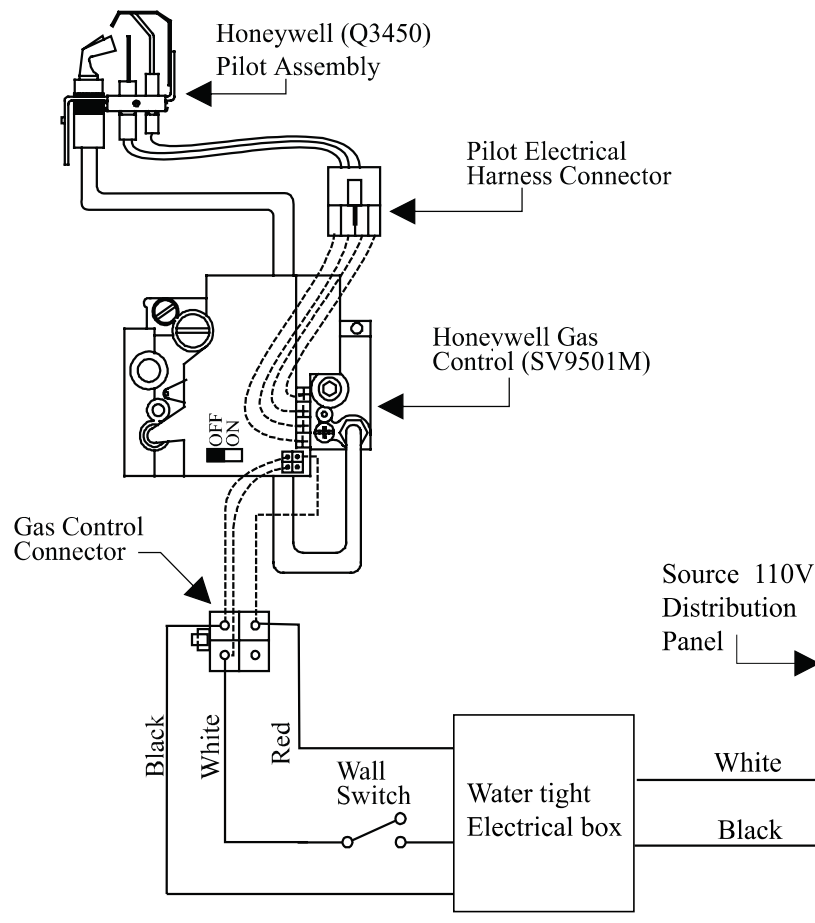 Honeywell (Q3450)
Pilot Assembly
Pilot Electrical
Harness Connector
Honevwell Gas
Control (SV9501M)
OFF
ON
Gas Control
Connector
Source 110V
Distribution
Panel
Black
White
Red
Wall
Switch
Water tight
Electrical box
White
Black